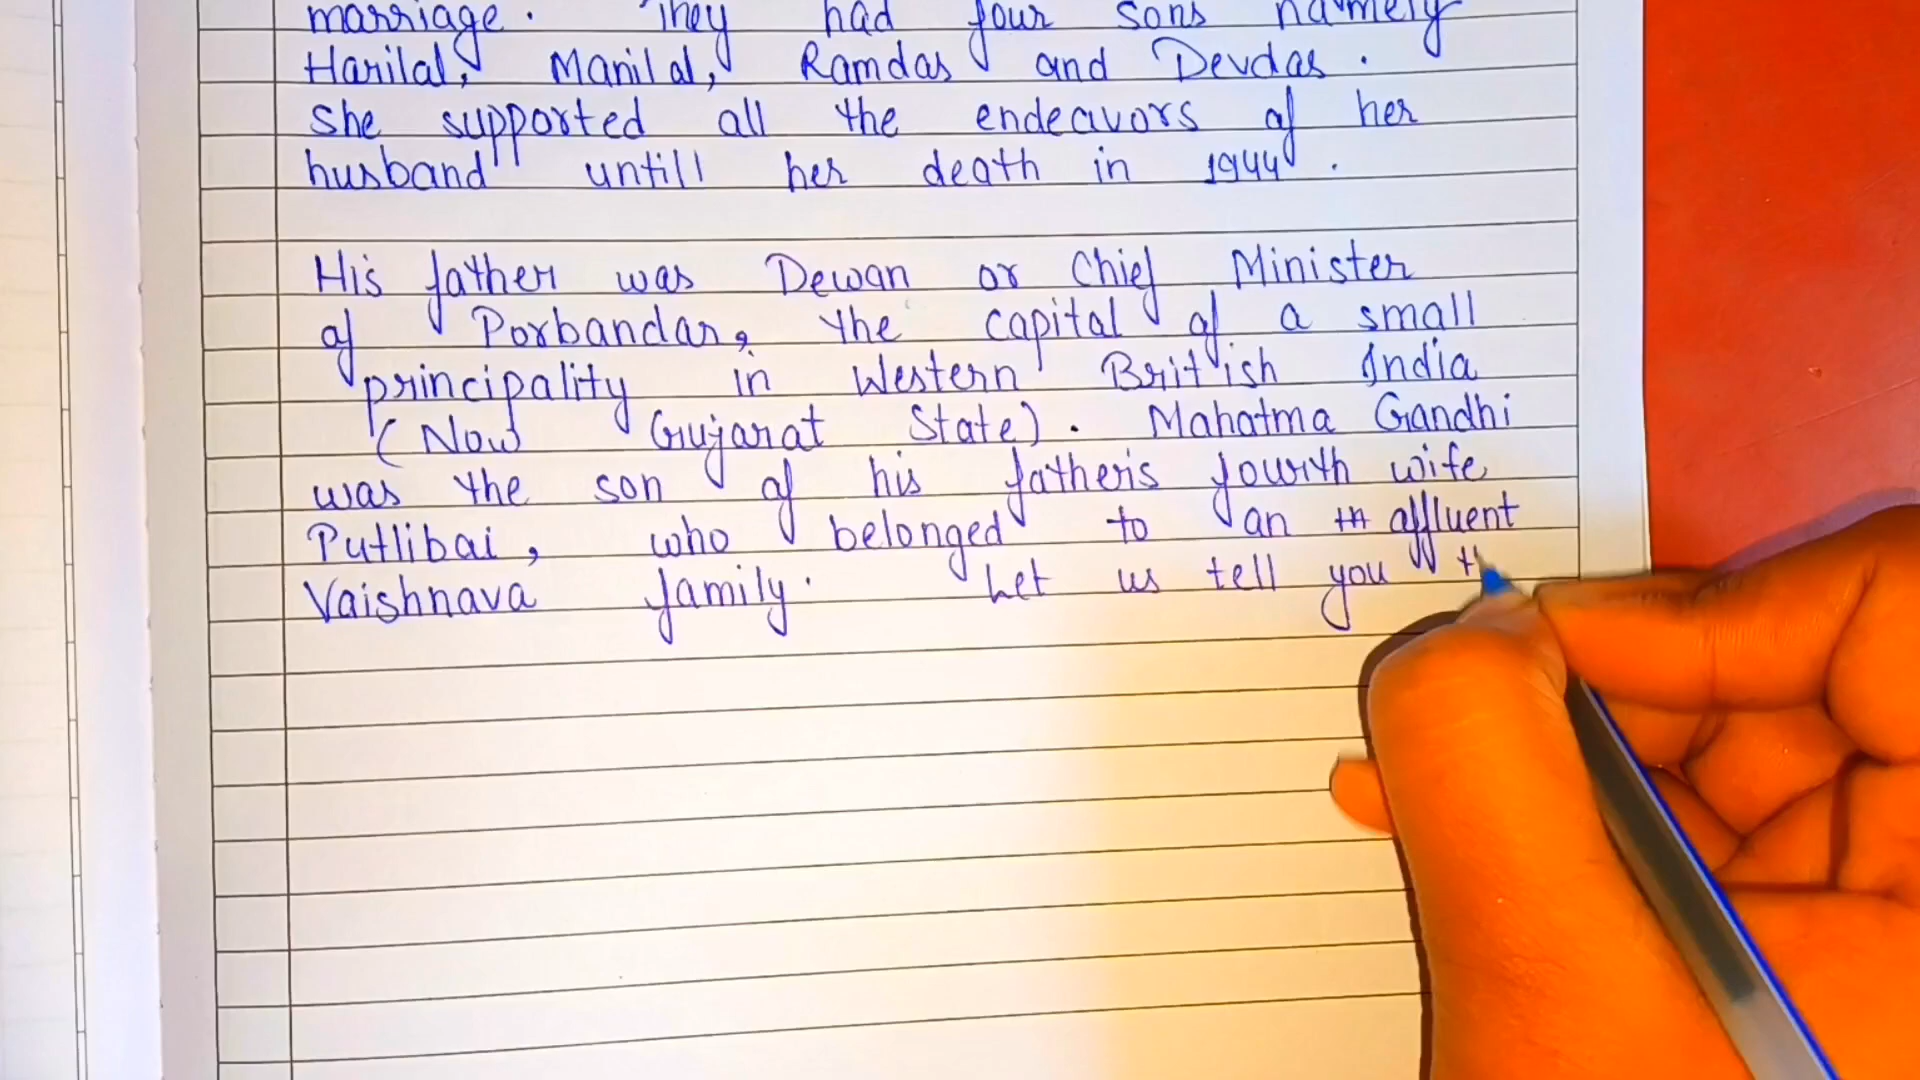 marriage. They had four sons namely
Harilal, Manilal, Ramdas and Devdas.
She supported all the endeavors of her
husband untill her death in 1944.
His father was Dewan or Chief Minister
of Porbandar, the capital of a small
principality in Western British India
(Now Gujarat State). Mahatma Gandhi
was the son of his father's fourth wife
Putlibai, who belonged to an affluent
Vaishnava family. Let us tell you th